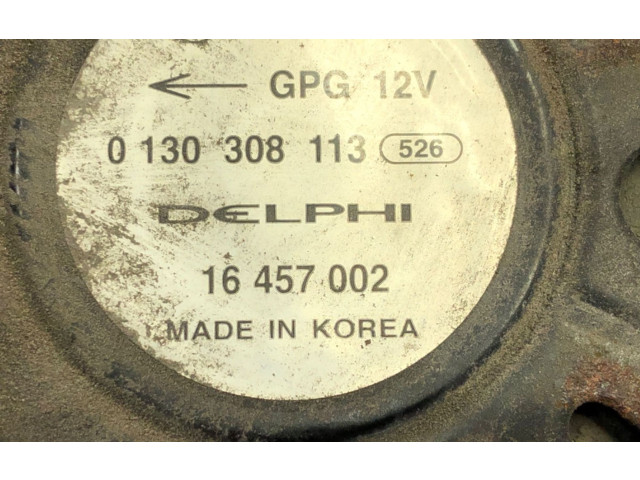 ← GPG 12V
0 130 308 113 526
DELPHI
16 457 002
MADE IN KOREA